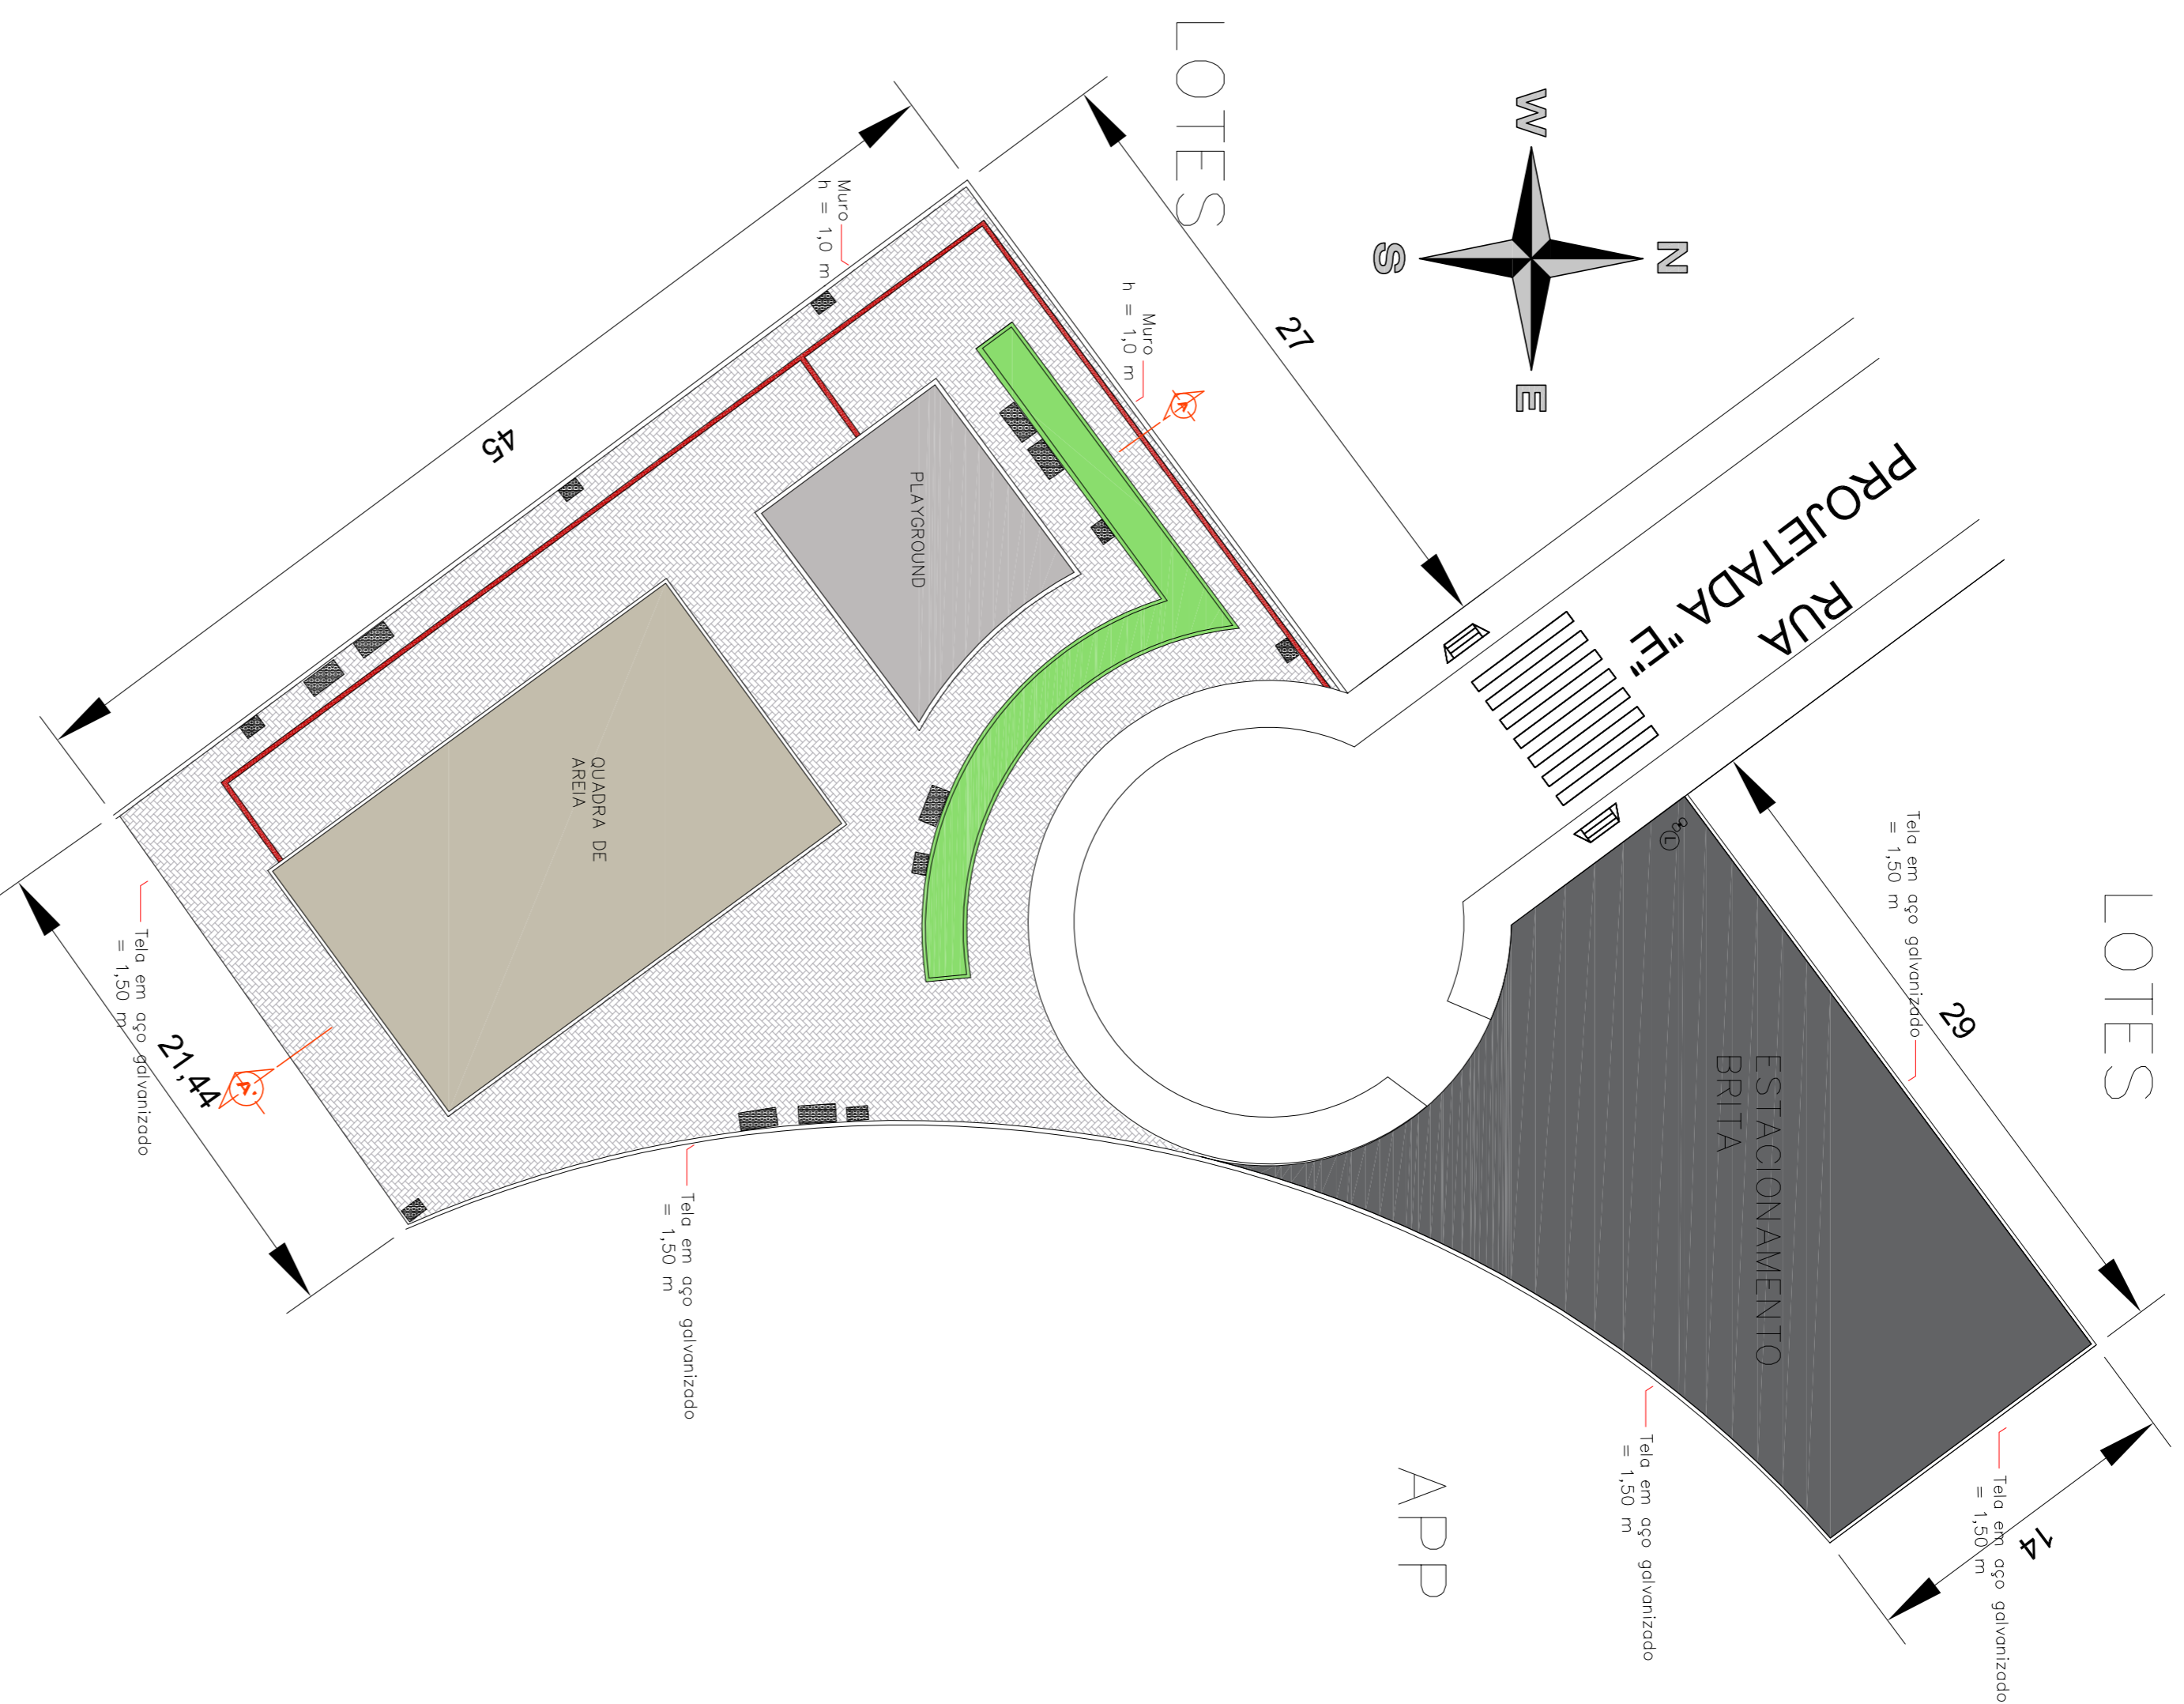 LOTES
W
N
S
E
27
Muro
h = 1,0 m
Muro
h = 1,0 m
45
RUA
PROJETADA "E"
PLAYGROUND
QUADRA DE
AREIA
Tela em aço galvanizado
= 1,50 m
29
LOTES
L
ESTACIONAMENTO
BRITA
Tela em aço galvanizado
= 1,50 m
21,44
A'
Tela em aço galvanizado
= 1,50 m
APP
Tela em aço galvanizado
= 1,50 m
Tela em aço galvanizado
= 1,50 m
14